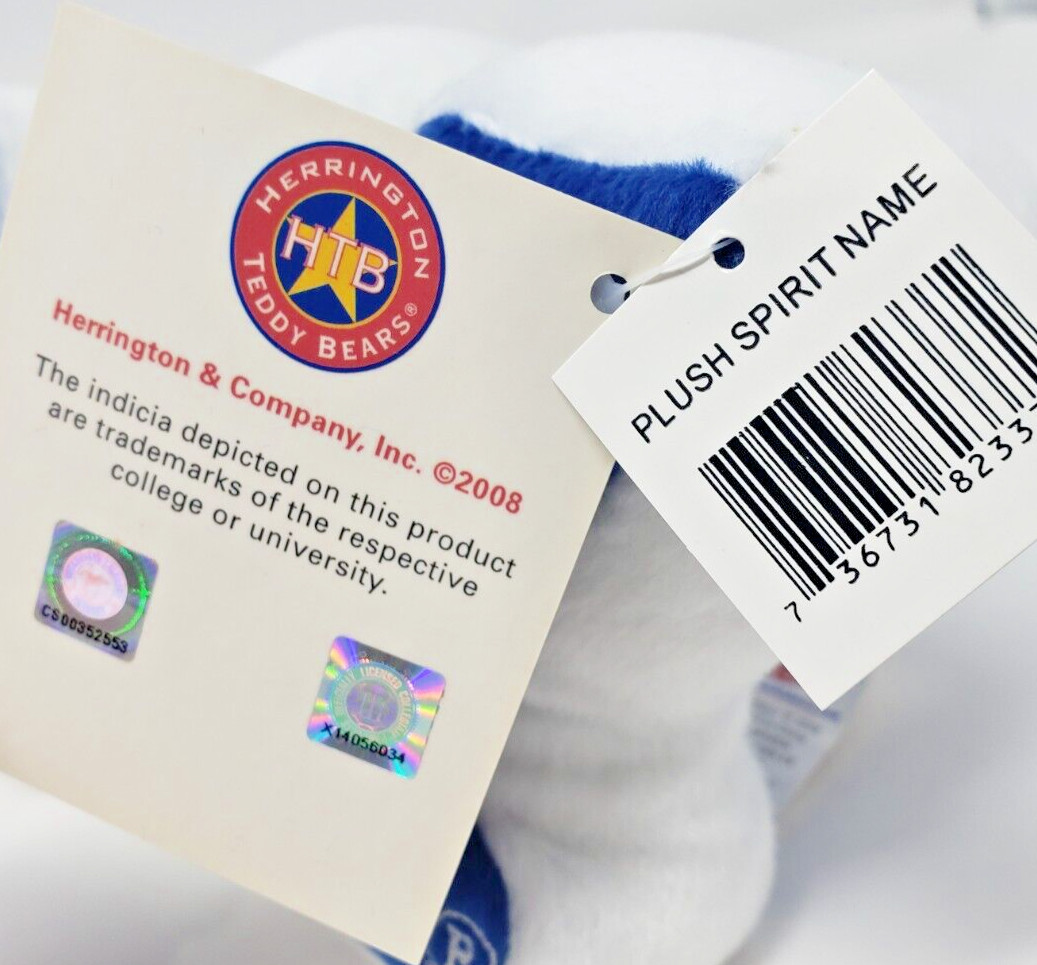 HERRINGTON
HTB
TEDDY BEARS®
Herrington & Company, Inc. ©2008
The indicia depicted on this product
are trademarks of the respective
college or university.
CS00352553
X14056034
PLUSH SPIRIT NAME
7 36731 8233